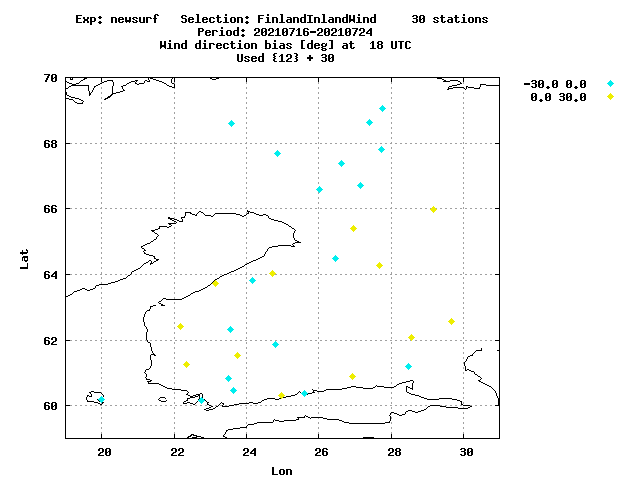 Exp: newsurf   Selection: FinlandInlandWind     30 stations
Period: 20210716-20210724
Wind direction bias [deg] at  18 UTC
Used {12} + 30
-30.0 0.0
0.0 30.0
70
68
66
64
62
60
Lat
20 22 24 26 28 30
Lon